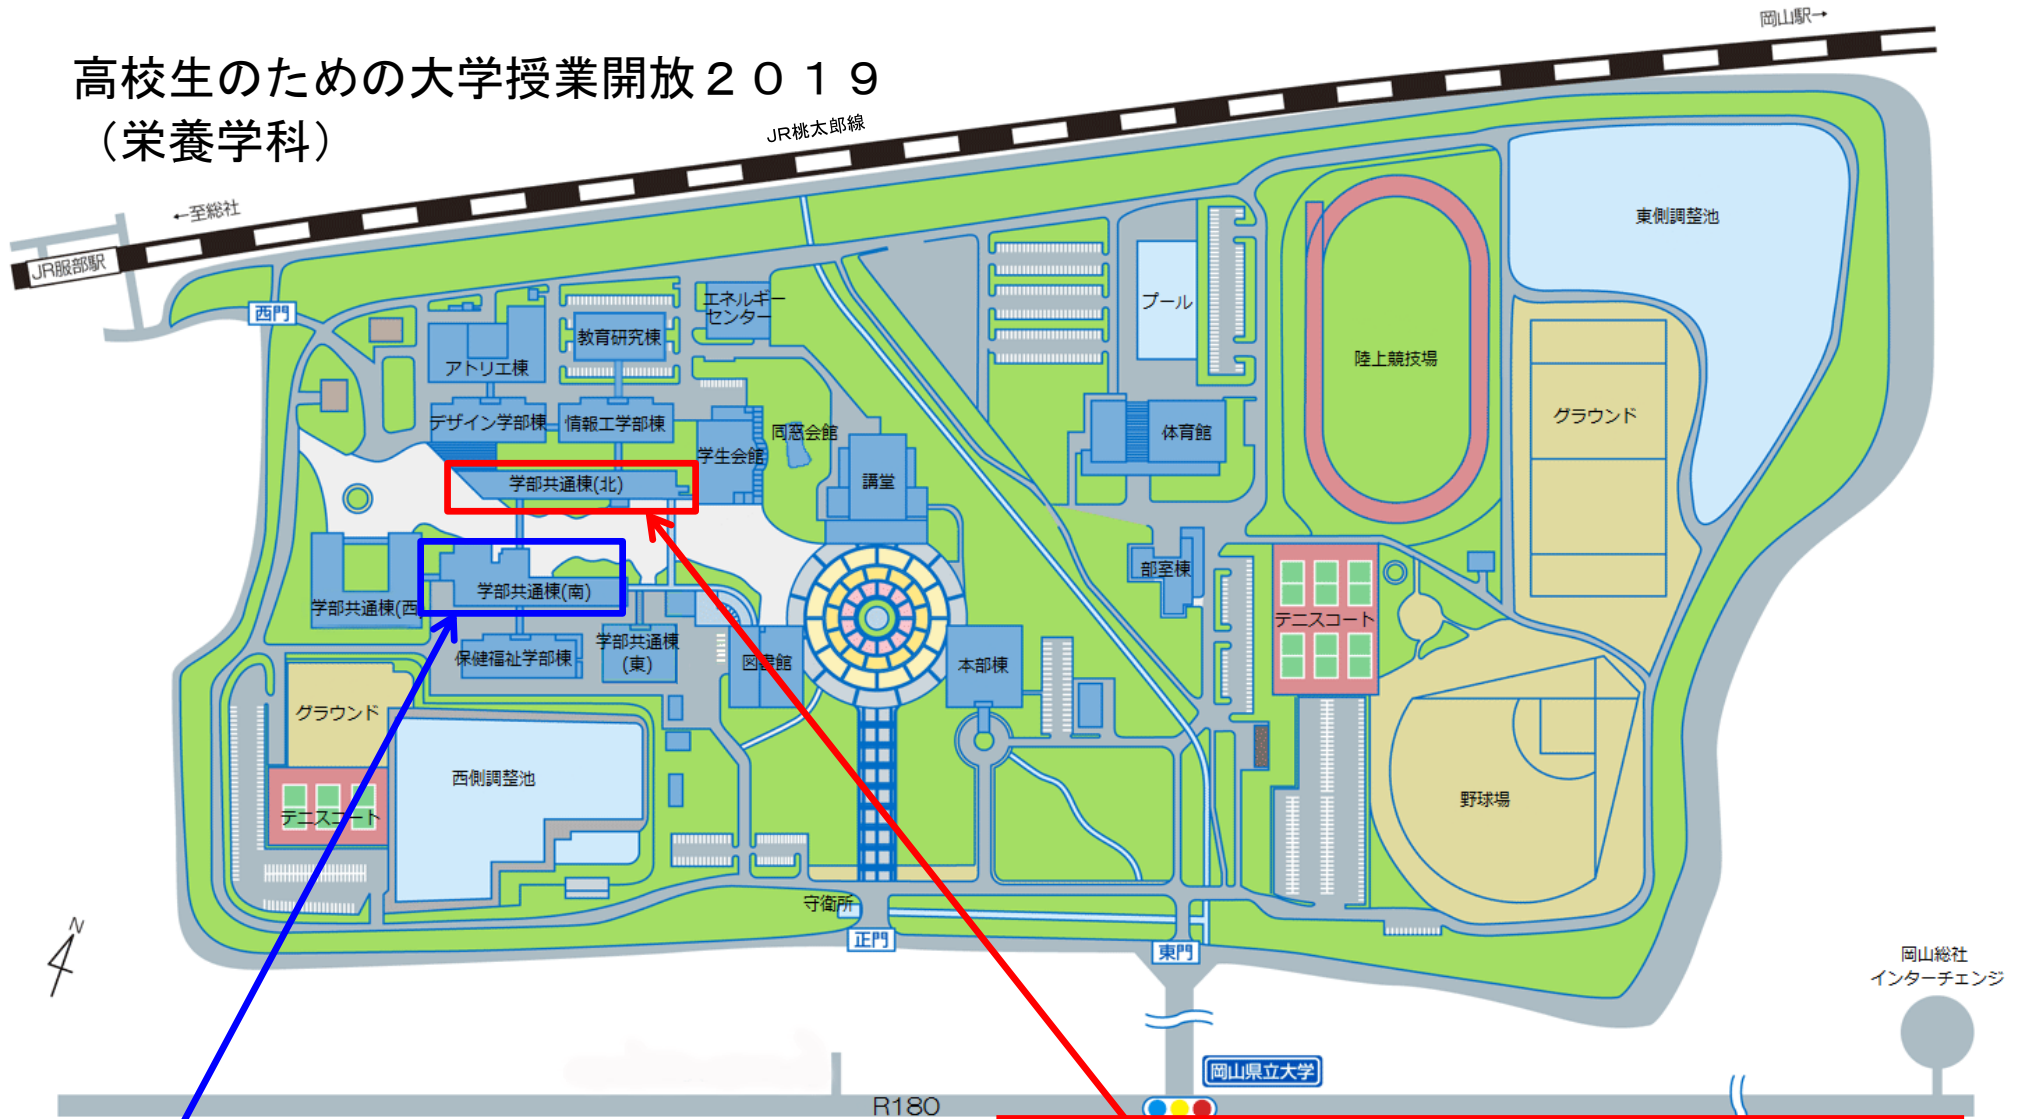 岡山駅→
高校生のための大学授業開放２０１９
（栄養学科）
JR桃太郎線
←至総社
JR服部駅
西門
東側調整池
エネルギー
センター
プール
教育研究棟
アトリエ棟
陸上競技場
グラウンド
デザイン学部棟
情報工学部棟
同窓会館
体育館
学生会館
講堂
学部共通棟(北)
部室棟
学部共通棟(南)
学部共通棟(西
テニスコート
学部共通棟
(東)
保健福祉学部棟
図書館
本部棟
グラウンド
西側調整池
野球場
テニスコート
守衛所
N
正門
東門
岡山総社
インターチェンジ
岡山県立大学
R180